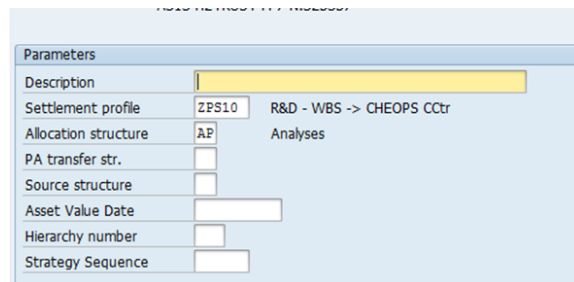 Parameters
Description
Settlement profile ZPS10 R&D - WBS -> CHEOPS CCtr
Allocation structure AP Analyses
PA transfer str.
Source structure
Asset Value Date
Hierarchy number
Strategy Sequence